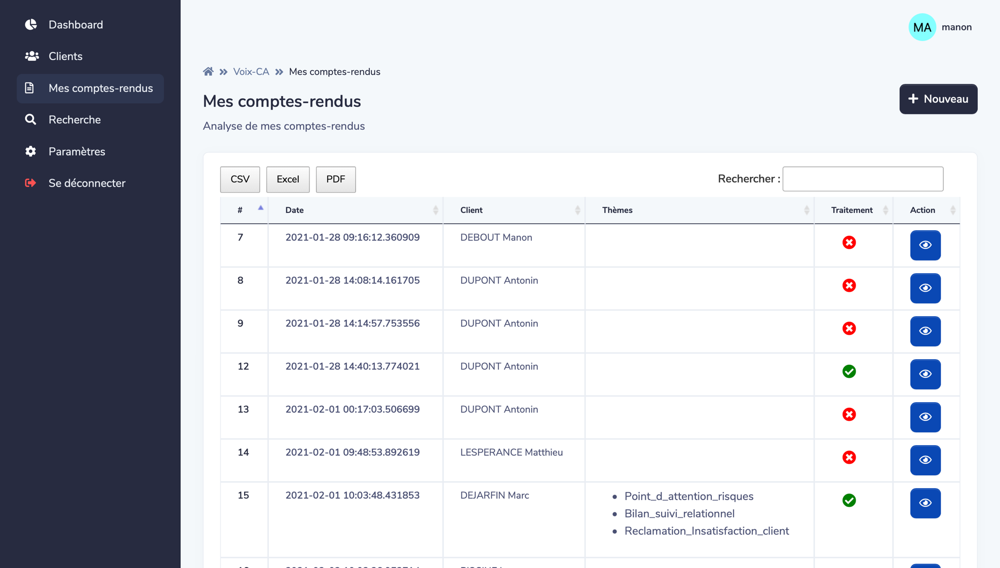 Dashboard
Clients
Mes comptes-rendus
Recherche
Paramètres
Se déconnecter
MA manon
Voix-CA Mes comptes-rendus
Mes comptes-rendus
+ Nouveau
Analyse de mes comptes-rendus
CSV Excel PDF Rechercher :
# Date Client Thèmes Traitement Action
7 2021-01-28 09:16:12.360909 DEBOUT Manon
8 2021-01-28 14:08:14.161705 DUPONT Antonin
9 2021-01-28 14:14:57.753556 DUPONT Antonin
12 2021-01-28 14:40:13.774021 DUPONT Antonin
13 2021-02-01 00:17:03.506699 DUPONT Antonin
14 2021-02-01 09:48:53.892619 LESPERANCE Matthieu
15 2021-02-01 10:03:48.431853 DEJARFIN Marc
Point_d_attention_risques
Bilan_suivi_relationnel
Reclamation_Insatisfaction_client